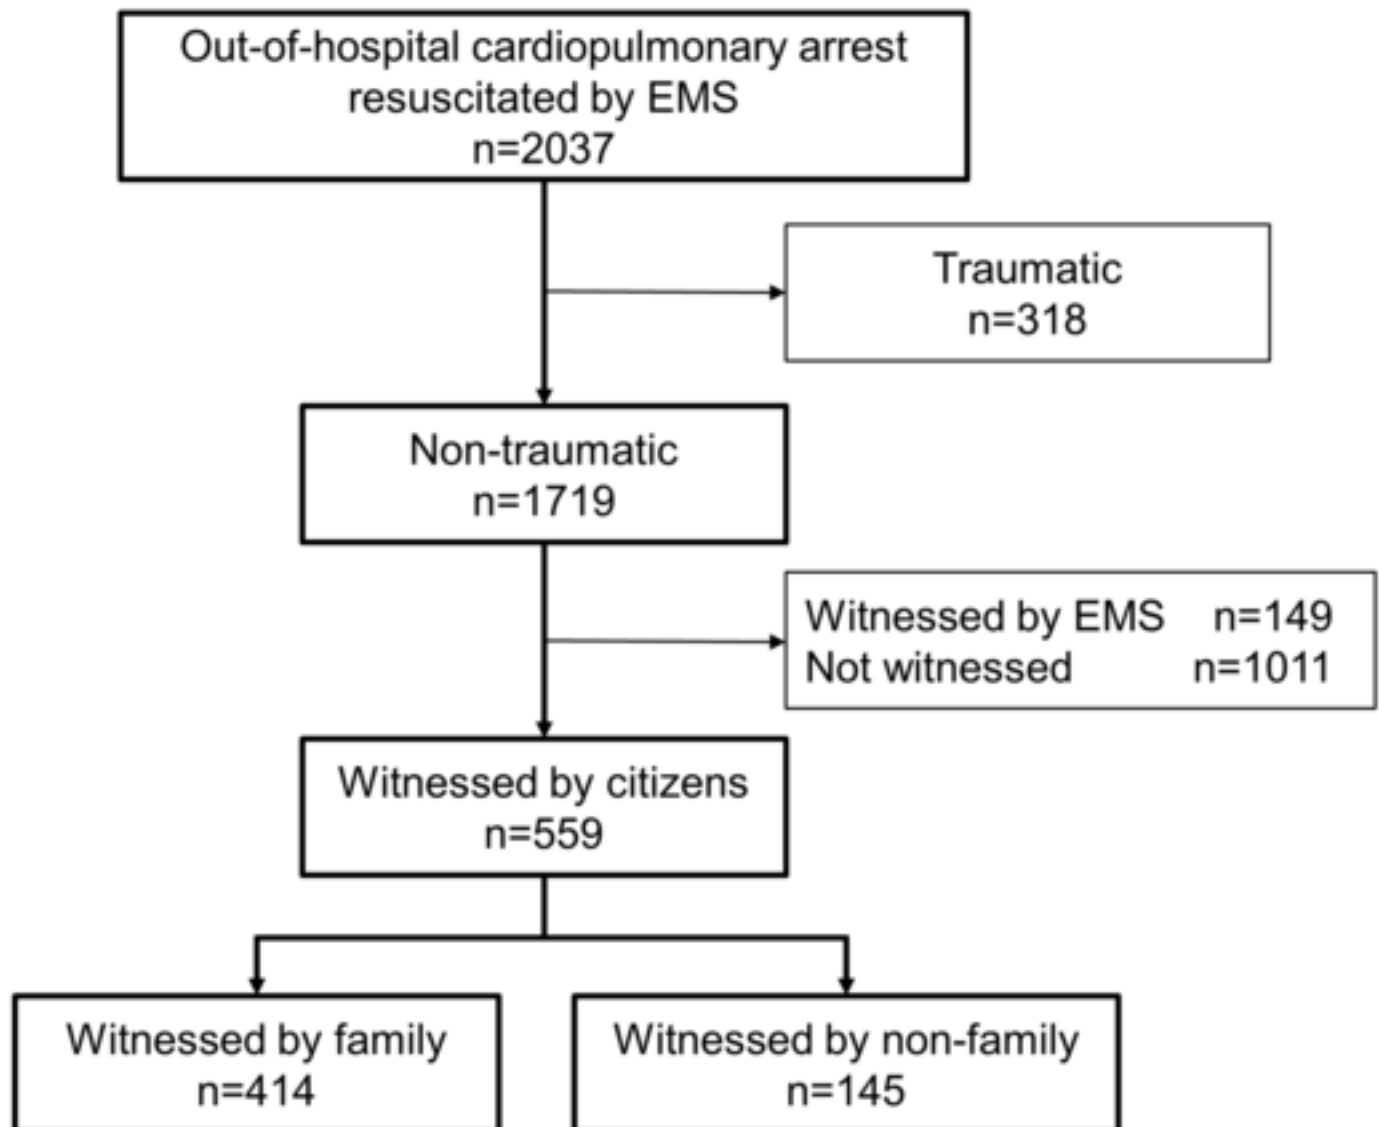 Out-of-hospital cardiopulmonary arrest
resuscitated by EMS
n=2037
Traumatic
n=318
Non-traumatic
n=1719
Witnessed by EMS n=149
Not witnessed n=1011
Witnessed by citizens
n=559
Witnessed by family
n=414
Witnessed by non-family
n=145